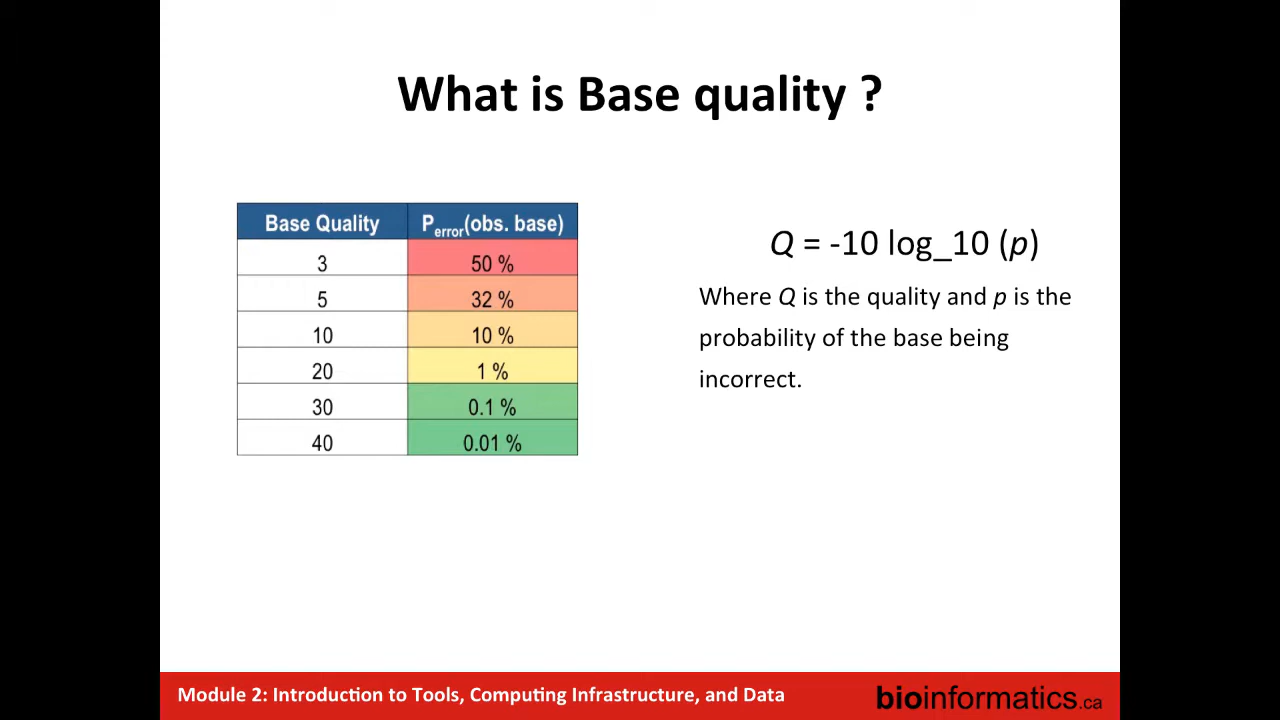 What is Base quality ?
Base Quality P_error(obs. base)
3 50 %
5 32 %
10 10 %
20 1 %
30 0.1 %
40 0.01 %
Q = -10 log_10 (p)
Where Q is the quality and p is the
probability of the base being
incorrect.
Module 2: Introduction to Tools, Computing Infrastructure, and Data
bioinformatics.ca